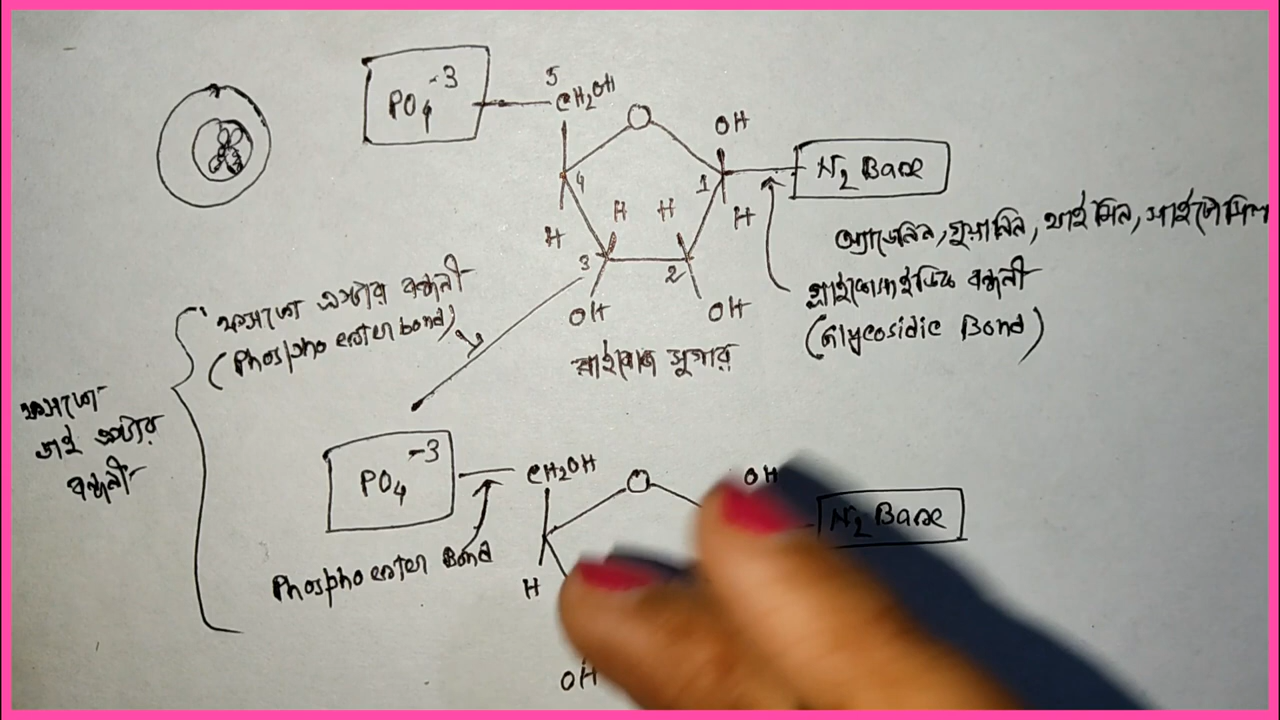 PO4 -3
5
CH2OH
O
OH
N2 Base
4
1
H
H
H
H
3
2
OH
OH
অ্যাডেনিন, গুয়ানিন, থাইমিন, সাইটোসিন
গ্লাইকোসাইডিক বন্ধনী
(Glycosidic Bond)
রাইবোজ সুগার
ফসফো এস্টার বন্ধনী
(Phospho ester bond)
ফসফো
ডাই এস্টার
বন্ধনী
PO4 -3
CH2OH
O
OH
N2 Base
Phospho ester Bond
H
OH